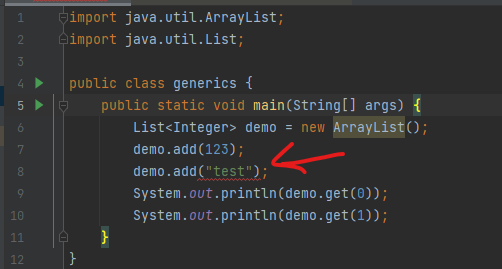 1 import java.util.ArrayList;
2 import java.util.List;
3
4 public class generics {
5 public static void main(String[] args) {
6 List<Integer> demo = new ArrayList();
7 demo.add(123);
8 demo.add("test");
9 System.out.println(demo.get(0));
10 System.out.println(demo.get(1));
11 }
12 }